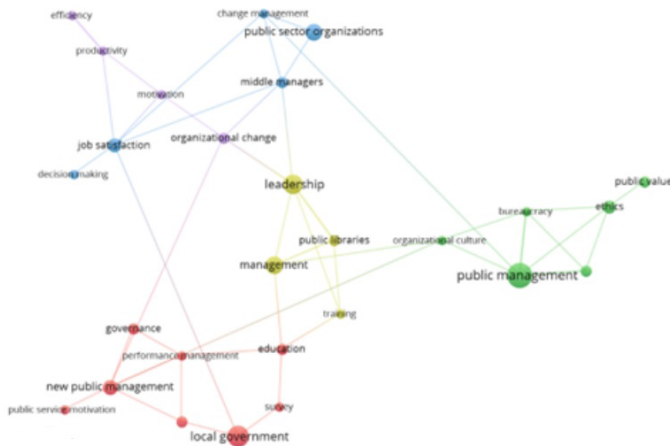 efficiency
change management
public sector organizations
productivity
middle managers
motivation
organizational change
job satisfaction
decision making
leadership
public value
ethics
bureaucracy
public libraries
organizational culture
management
public management
training
governance
performance management
education
new public management
public service motivation
survey
local government